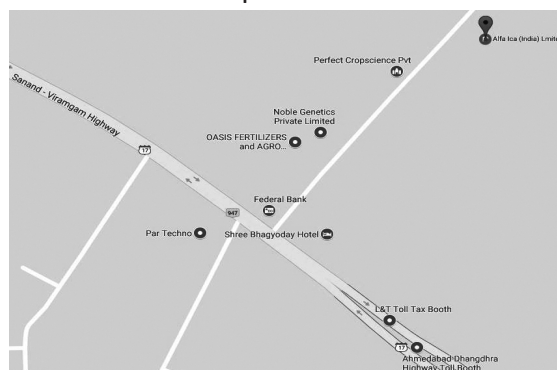 Alfa Ica (India) Lmite
Perfect Cropscience Pvt
Sanand - Viramgam Highway
Noble Genetics
Private Limited
OASIS FERTILIZERS
and AGRO...
17
Federal Bank
947
Par Techno
Shree Bhagyoday Hotel
L&T Toll Tax Booth
17
Ahmedabad Dhangdhra
Highway Toll Booth